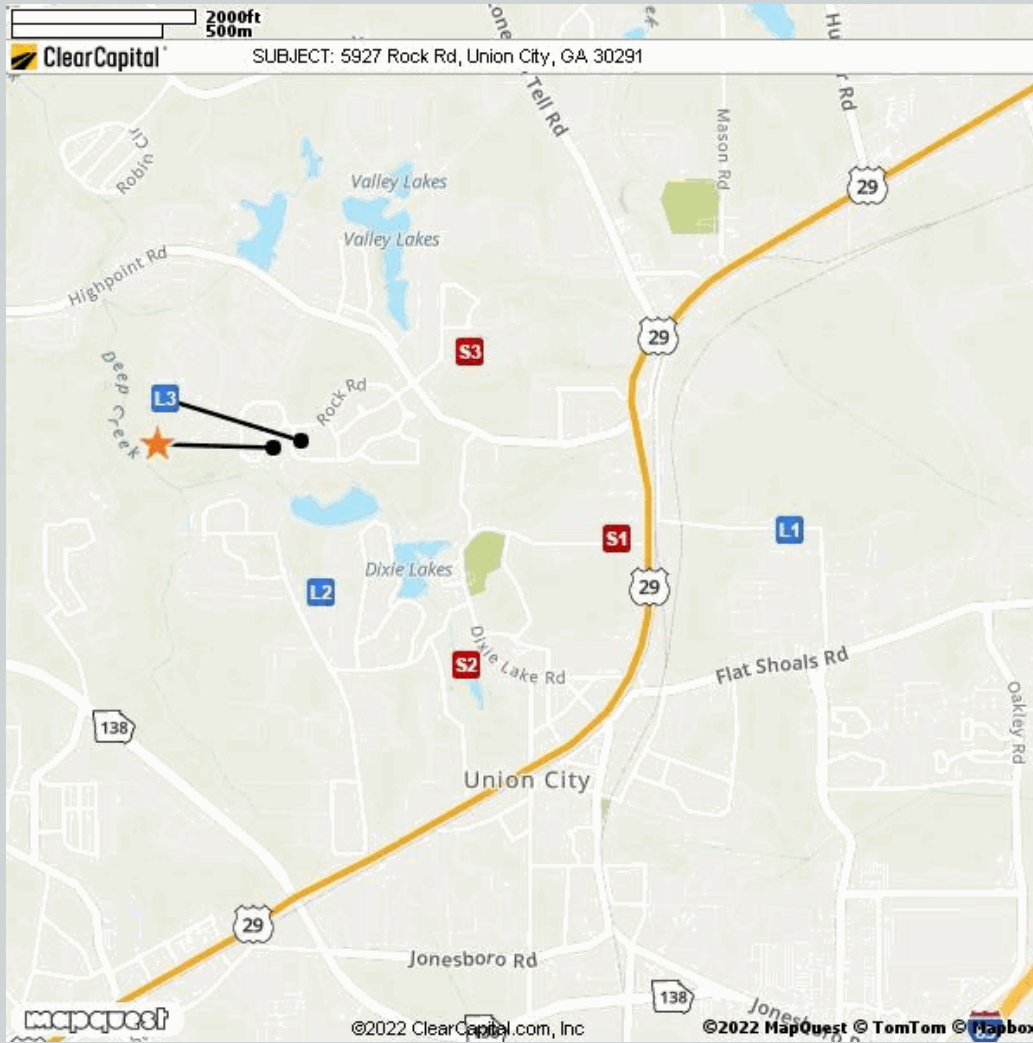 2000ft
500m
ClearCapital
SUBJECT: 5927 Rock Rd, Union City, GA 30291
Tell Rd
Mason Rd
Robin Cir
29
Valley Lakes
Valley Lakes
Highpoint Rd
29
S3
Deep Creek
L3
Rock Rd
S1
L1
Dixie Lakes
29
L2
S2
Dixie Lake Rd
Flat Shoals Rd
Oakley Rd
138
Union City
29
Jonesboro Rd
138
Jonesboro
85
mapquest
©2022 ClearCapital.com, Inc
©2022 MapQuest © TomTom © Mapbox